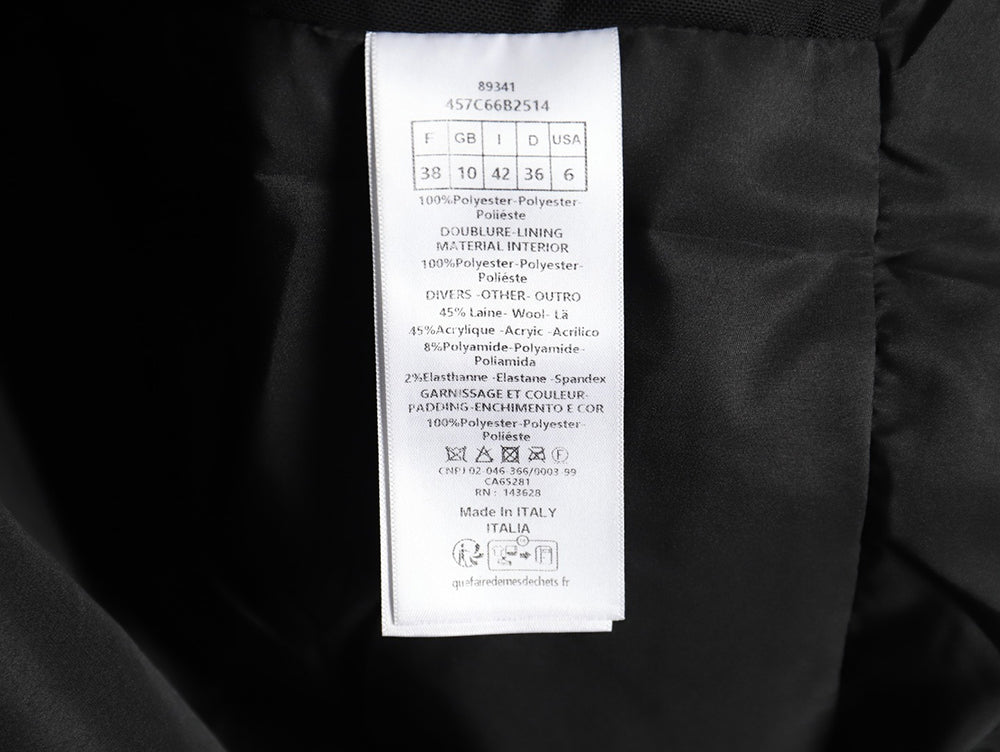 89341
457C66B2514
F GB I D USA
38 10 42 36 6
100%Polyester-Polyester-
Poliéste
DOUBLURE-LINING
MATERIAL INTERIOR
100%Polyester-Polyester-
Poliéste
DIVERS -OTHER- OUTRO
45% Laine- Wool- Lä
45%Acrylique -Acryic -Acrilico
8%Polyamide-Polyamide-
Poliamida
2%Elasthanne -Elastane -Spandex
GARNISSAGE ET COULEUR-
PADDING-ENCHIMENTO E COR
100%Polyester-Polyester-
Poliéste
F
CNPJ 02-046-366/0003-99
CA65281
RN : 143628
Made In ITALY
ITALIA
quefairedemesdechets.fr